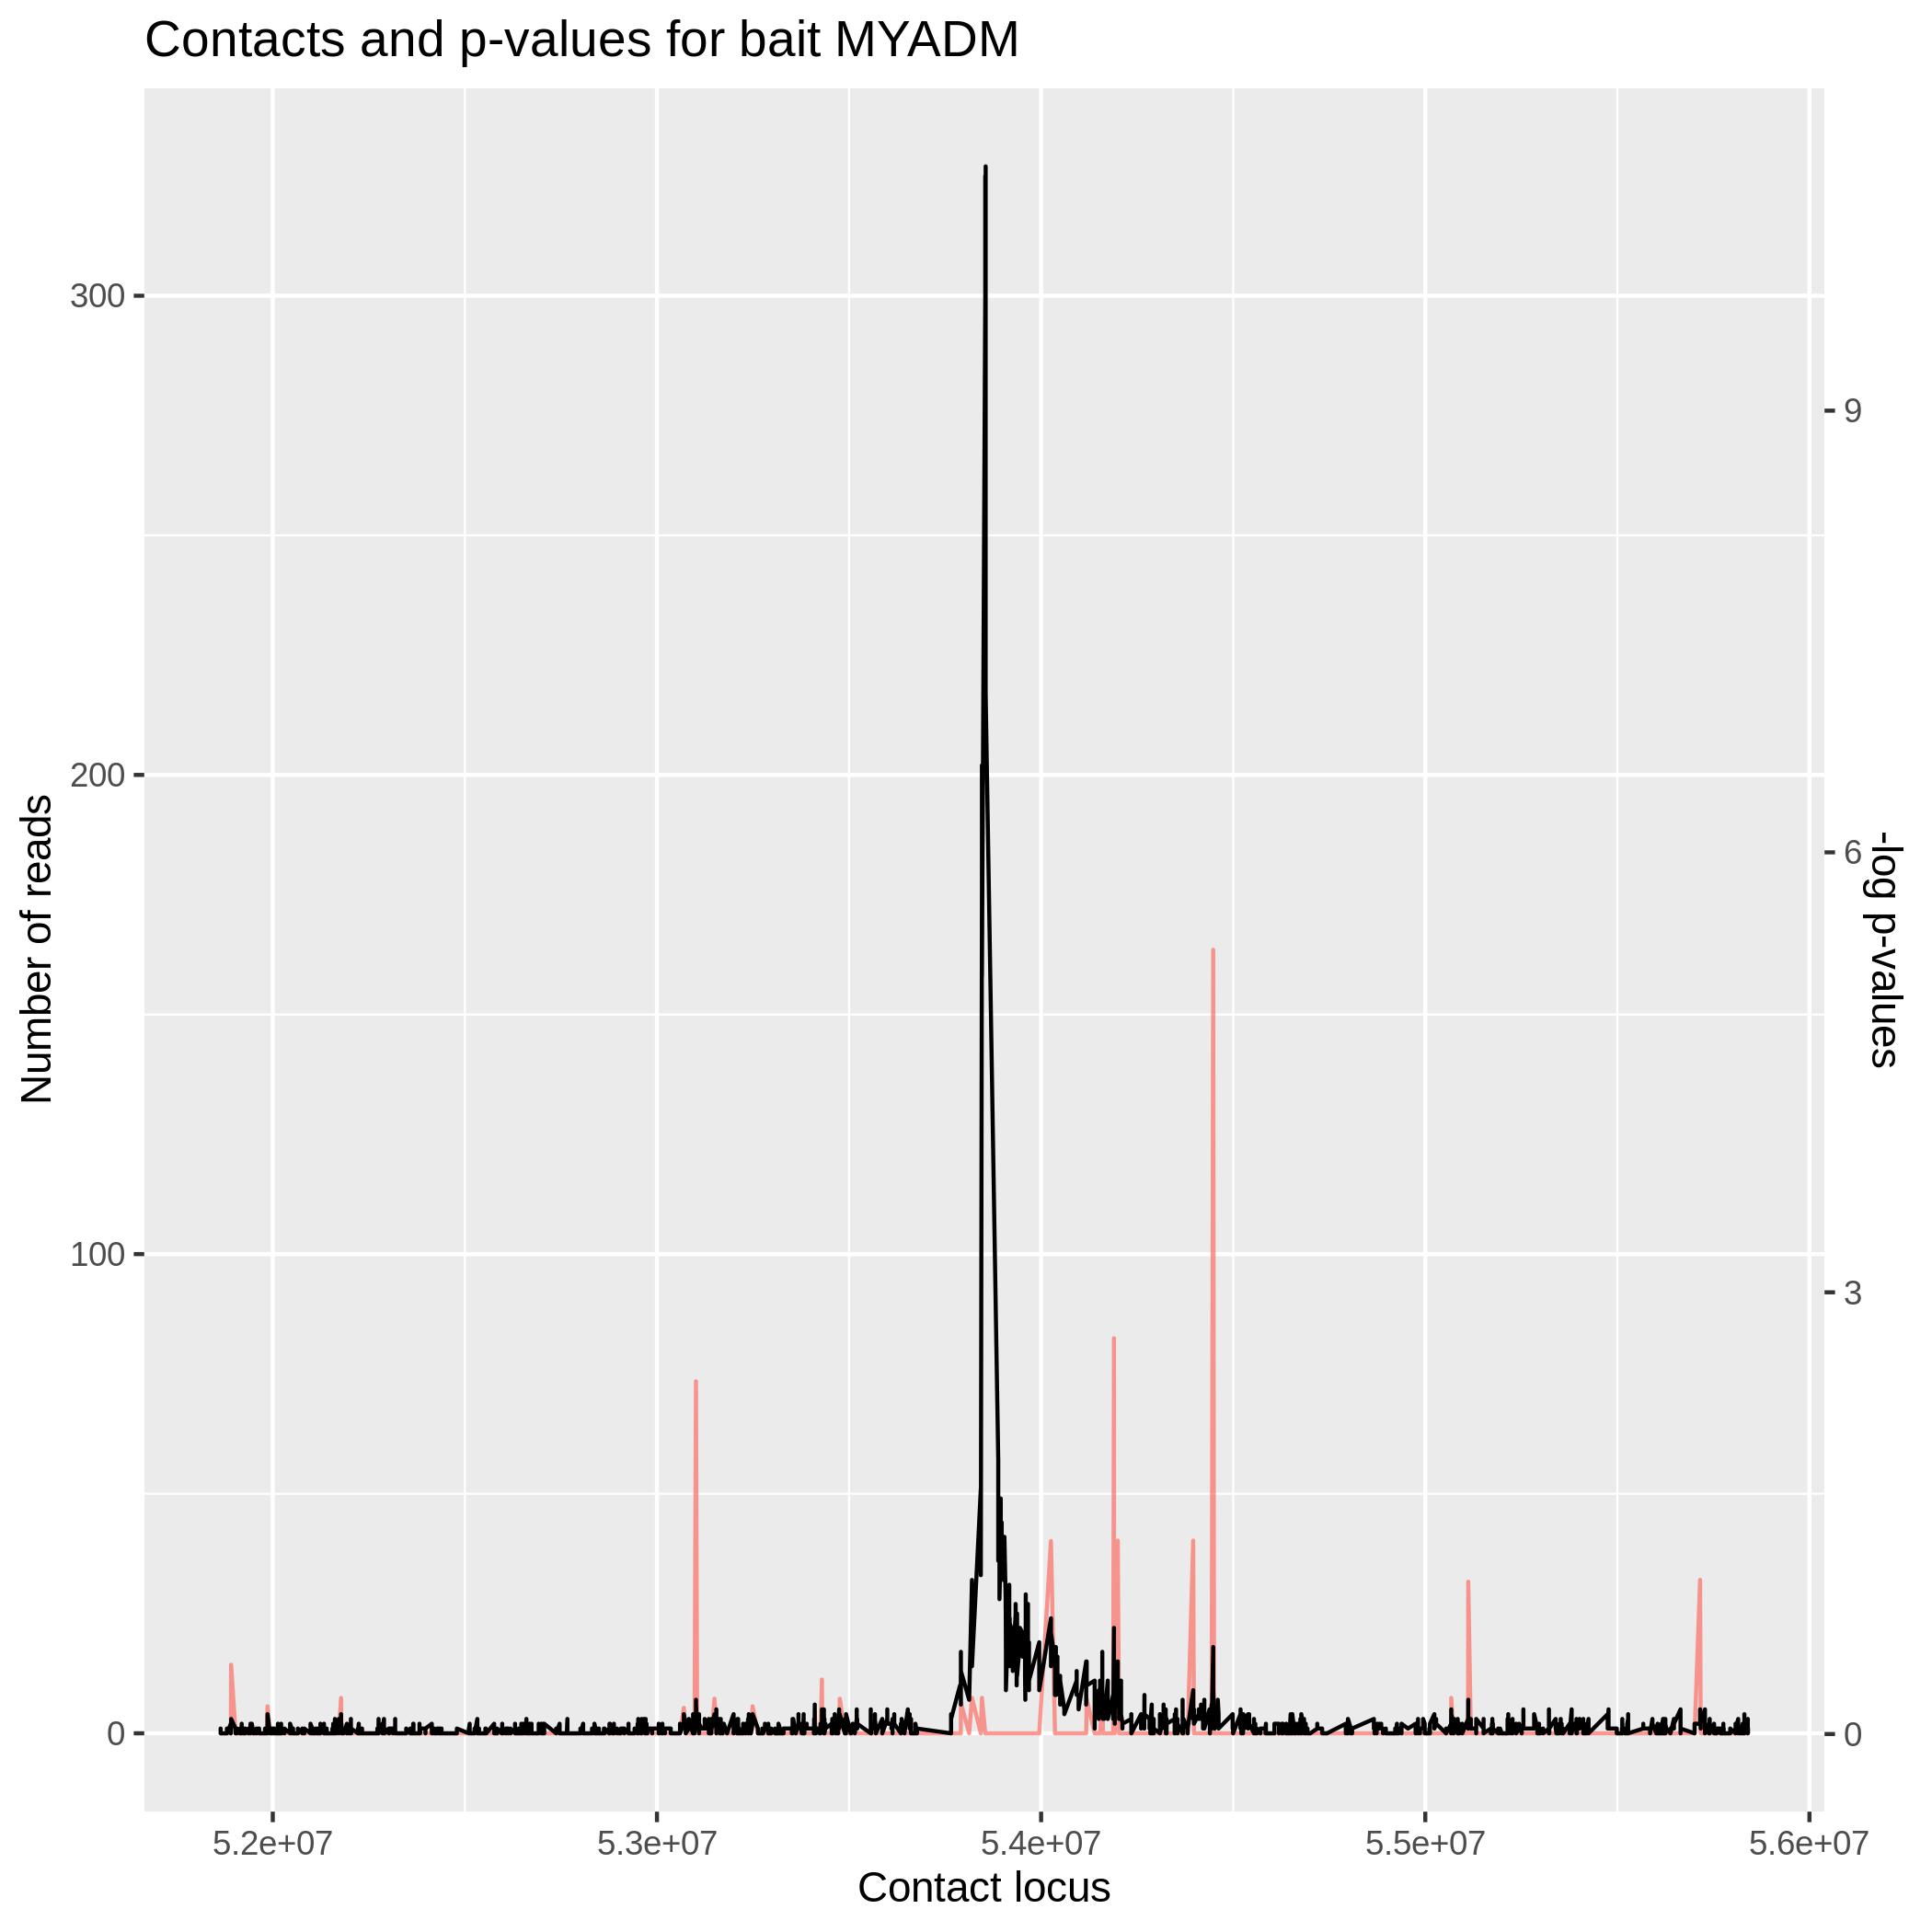 Contacts and p-values for bait MYADM
Number of reads
300
200
100
0
9
6
3
0
-log p-values
5.2e+07
5.3e+07
5.4e+07
5.5e+07
5.6e+07
Contact locus